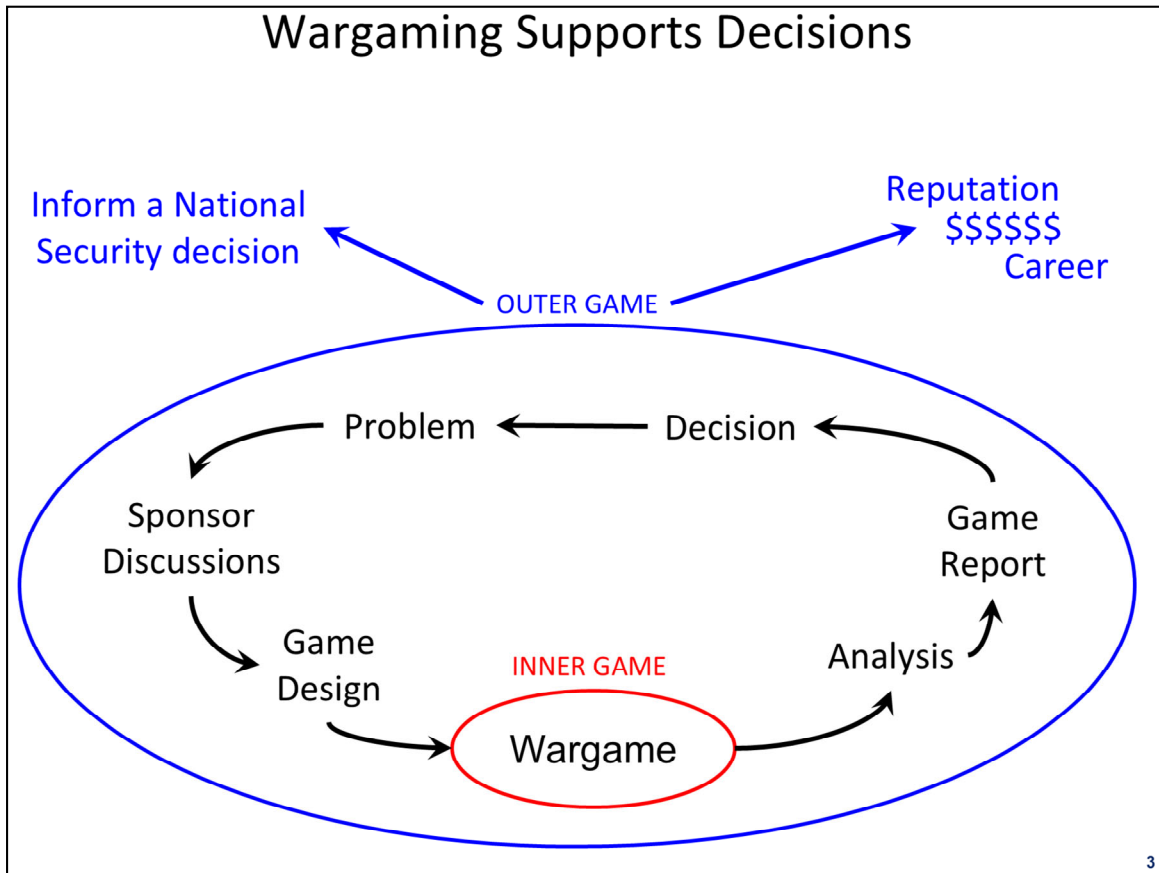 Wargaming Supports Decisions
Inform a National
Security decision
Reputation
$$$$$$
Career
OUTER GAME
Problem
Decision
Sponsor
Discussions
Game
Report
Game
Design
INNER GAME
Analysis
Wargame
3